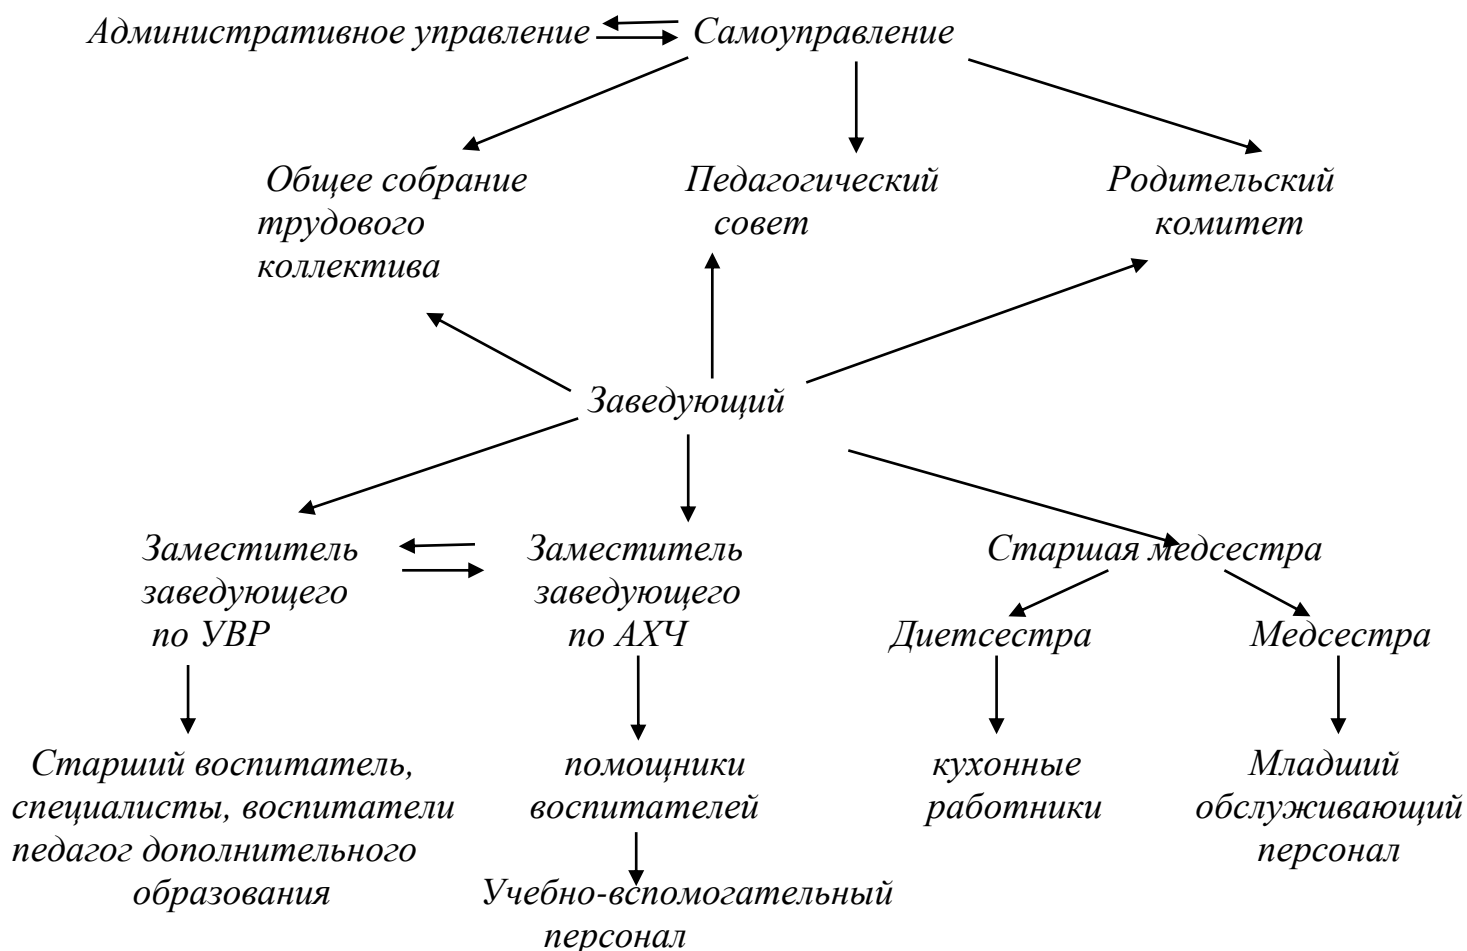 Административное управление Самоуправление
Общее собрание
трудового
коллектива
Педагогический
совет
Родительский
комитет
Заведующий
Заместитель
заведующего
по УВР
Заместитель
заведующего
по АХЧ
Старшая медсестра
Диетсестра
Медсестра
Старший воспитатель,
специалисты, воспитатели
педагог дополнительного
образования
помощники
воспитателей
Учебно-вспомогательный
персонал
кухонные
работники
Младший
обслуживающий
персонал